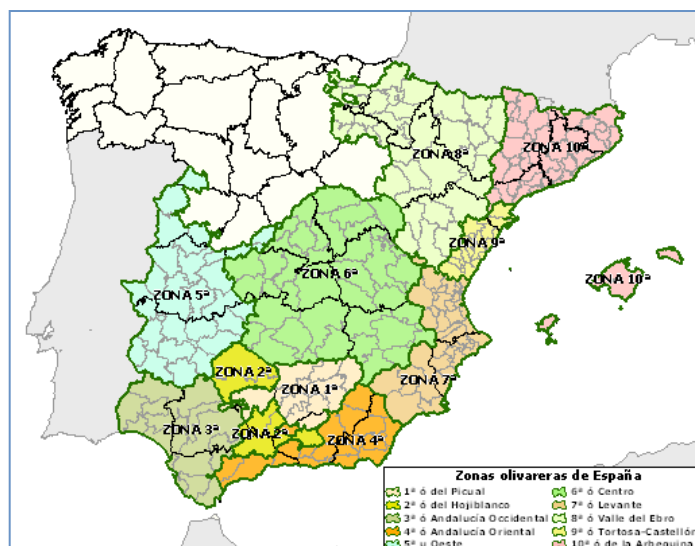 ZONA 8ª
ZONA 10ª
ZONA 9ª
ZONA 6ª
ZONA 10ª
ZONA 5ª
ZONA 2ª
ZONA 7ª
ZONA 1ª
ZONA 3ª
ZONA 2ª
ZONA 4ª
Zonas olivareras de España
1ª ó del Picual
2ª ó del Hojiblanco
3ª ó Andalucía Occidental
4ª ó Andalucía Oriental
5ª u Oeste
6ª ó Centro
7ª ó Levante
8ª ó Valle del Ebro
9ª ó Tortosa-Castellón
10ª ó de la Arbequina